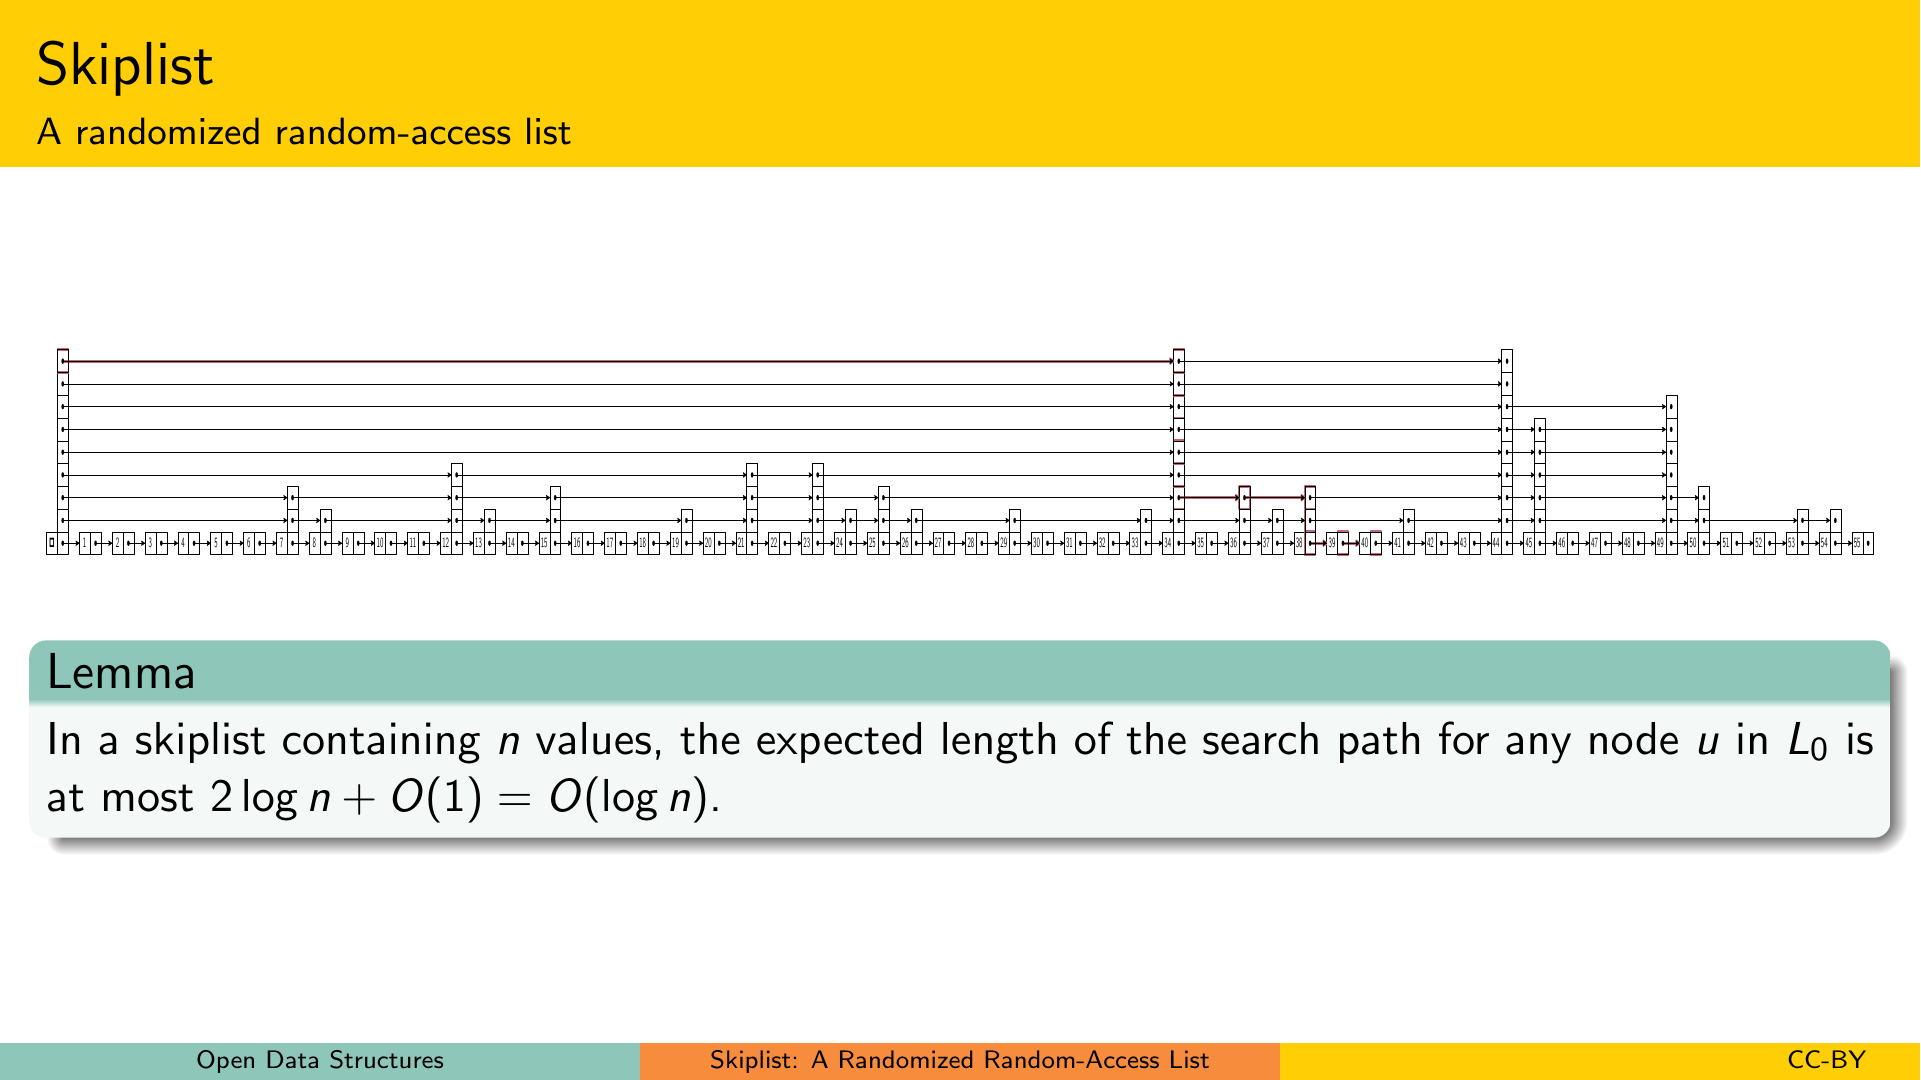 Skiplist
A randomized random-access list
1 2 3 4 5 6 7 8 9 10 11 12 13 14 15 16 17 18 19 20 21 22 23 24 25 26 27 28 29 30 31 32 33 34 35 36 37 38 39 40 41 42 43 44 45 46 47 48 49 50 51 52 53 54 55
Lemma
In a skiplist containing n values, the expected length of the search path for any node u in L₀ is
at most 2 log n + O(1) = O(log n).
Open Data Structures
Skiplist: A Randomized Random-Access List
CC-BY